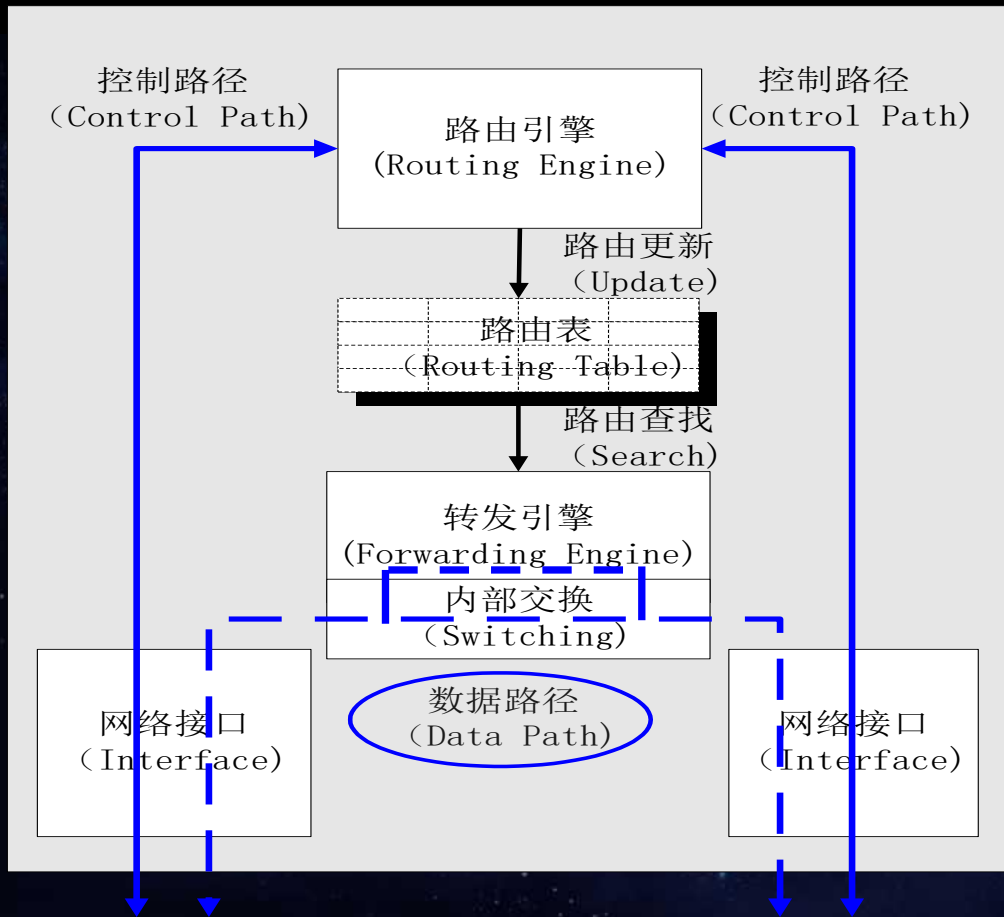 控制路径
（Control Path)
控制路径
（Control Path)
路由引擎
(Routing Engine)
路由更新
（Update)
路由表
（Routing Table)
路由查找
（Search)
转发引擎
(Forwarding Engine)
内部交换
（Switching)
数据路径
（Data Path)
网络接口
（Interface)
网络接口
（Interface)